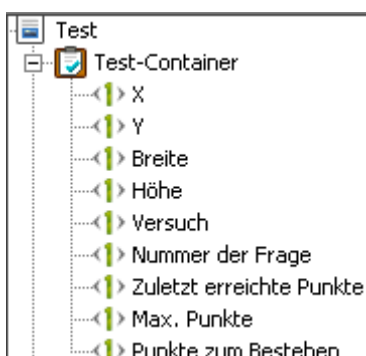 Test
Test-Container
X
Y
Breite
Höhe
Versuch
Nummer der Frage
Zuletzt erreichte Punkte
Max. Punkte
Punkte zum Bestehen